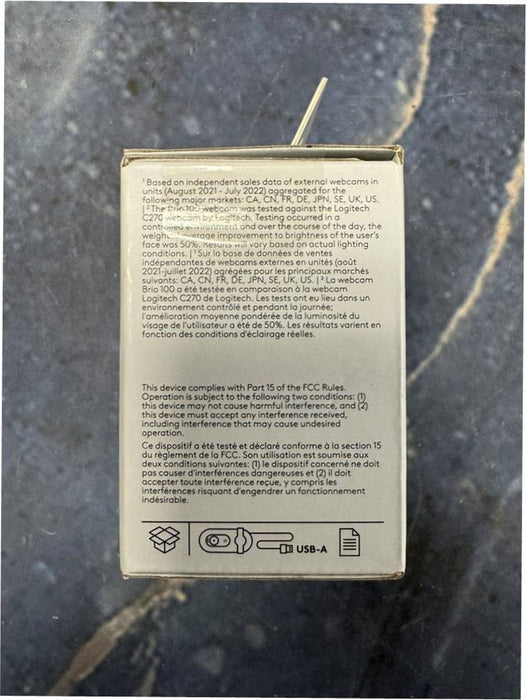 ¹ Based on independent sales data of external webcams in
units (August 2021 - July 2022) aggregated for the
following major markets: CA, CN, FR, DE, JPN, SE, UK, US.
| ² The Brio 100 webcam was tested against the Logitech
C270 webcam by Logitech. Testing occurred in a
controlled environment and over the course of the day, the
weighted average improvement to brightness of the user's
face was 50%. Results will vary based on actual lighting
conditions. | ¹ Sur la base de données de ventes
indépendantes de webcams externes en unités (août
2021-juillet 2022) agrégées pour les principaux marchés
suivants: CA, CN, FR, DE, JPN, SE, UK, US. | ² La webcam
Brio 100 a été testée en comparaison à la webcam
Logitech C270 de Logitech. Les tests ont eu lieu dans un
environnement contrôlé et pendant la journée;
l'amélioration moyenne pondérée de la luminosité du
visage de l'utilisateur a été de 50%. Les résultats varient en
fonction des conditions d'éclairage réelles.
This device complies with Part 15 of the FCC Rules.
Operation is subject to the following two conditions: (1)
this device may not cause harmful interference, and (2)
this device must accept any interference received,
including interference that may cause undesired
operation.
Ce dispositif a été testé et déclaré conforme à la section 15
du règlement de la FCC. Son utilisation est soumise aux
deux conditions suivantes: (1) le dispositif concerné ne doit
pas causer d'interférences dangereuses et (2) il doit
accepter toute interférence reçue, y compris les
interférences risquant d'engendrer un fonctionnement
indésirable.
USB-A